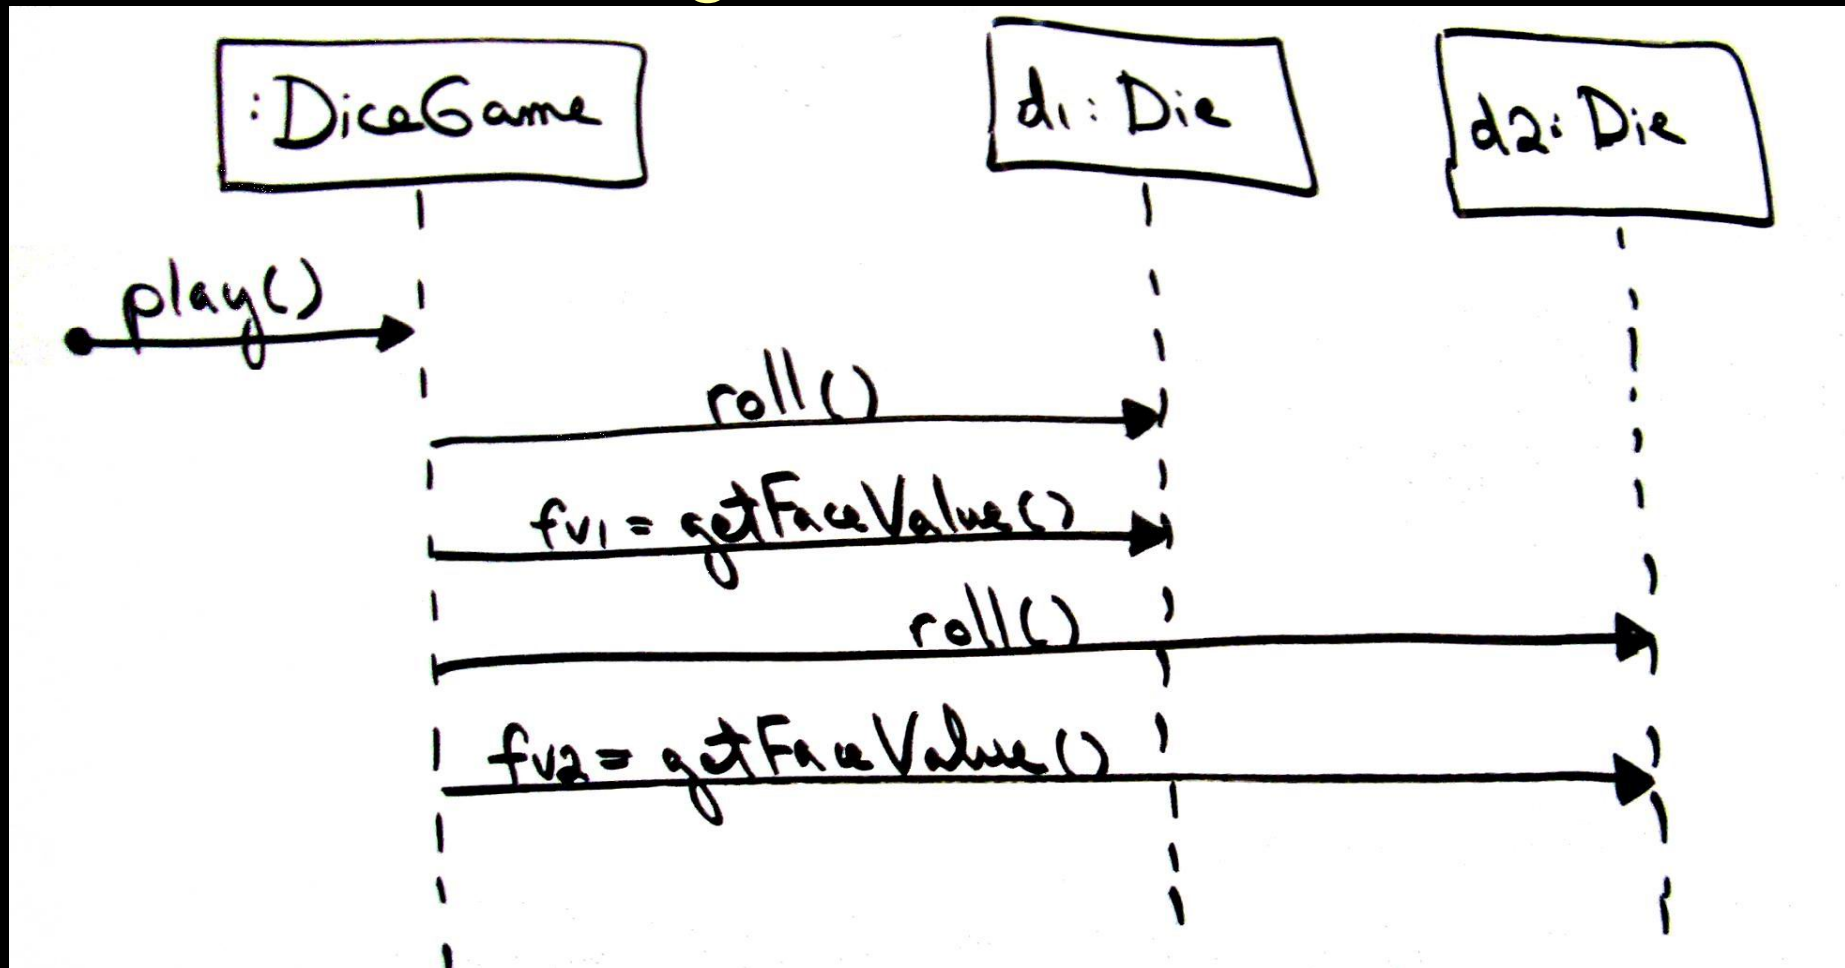 :DiceGame
d1: Die
d2: Die
play()
roll()
fv1 = getFaceValue()
roll()
fv2 = getFaceValue()